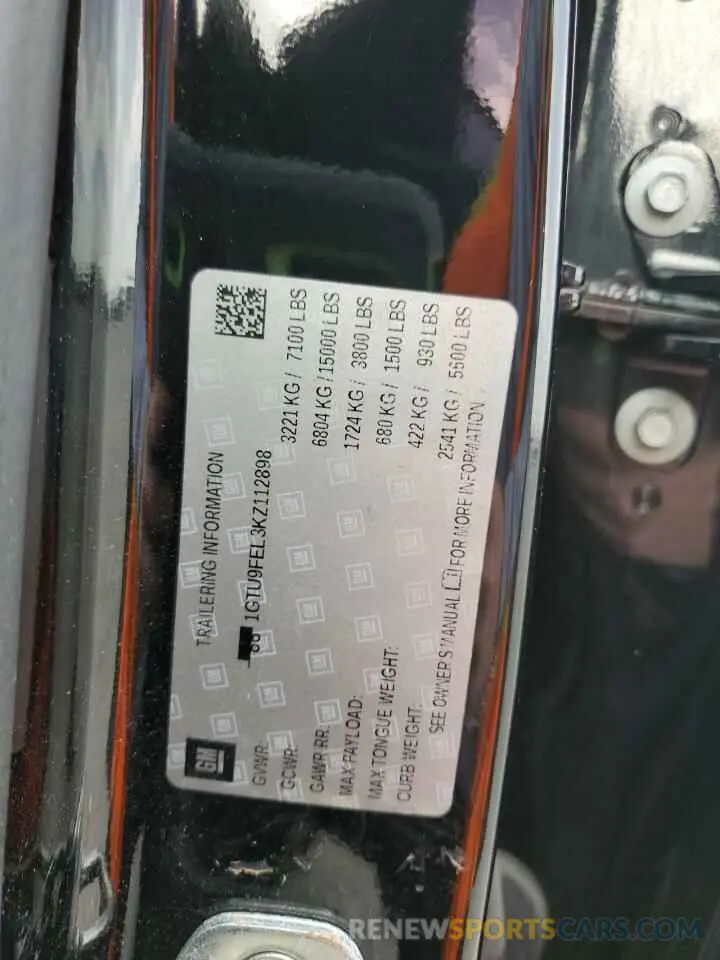 GM
TRAILERING INFORMATION
1GTU9FEL3KZ112898
GVWR 3221 KG / 7100 LBS
GCWR 6804 KG / 15000 LBS
GAWR RR. 1724 KG / 3800 LBS
MAX PAYLOAD: 680 KG / 1500 LBS
MAX TONGUE WEIGHT: 422 KG / 930 LBS
CURB WEIGHT: 2541 KG / 5600 LBS
SEE OWNER'S MANUAL FOR MORE INFORMATION.
RENEWSPORTSCARS.COM